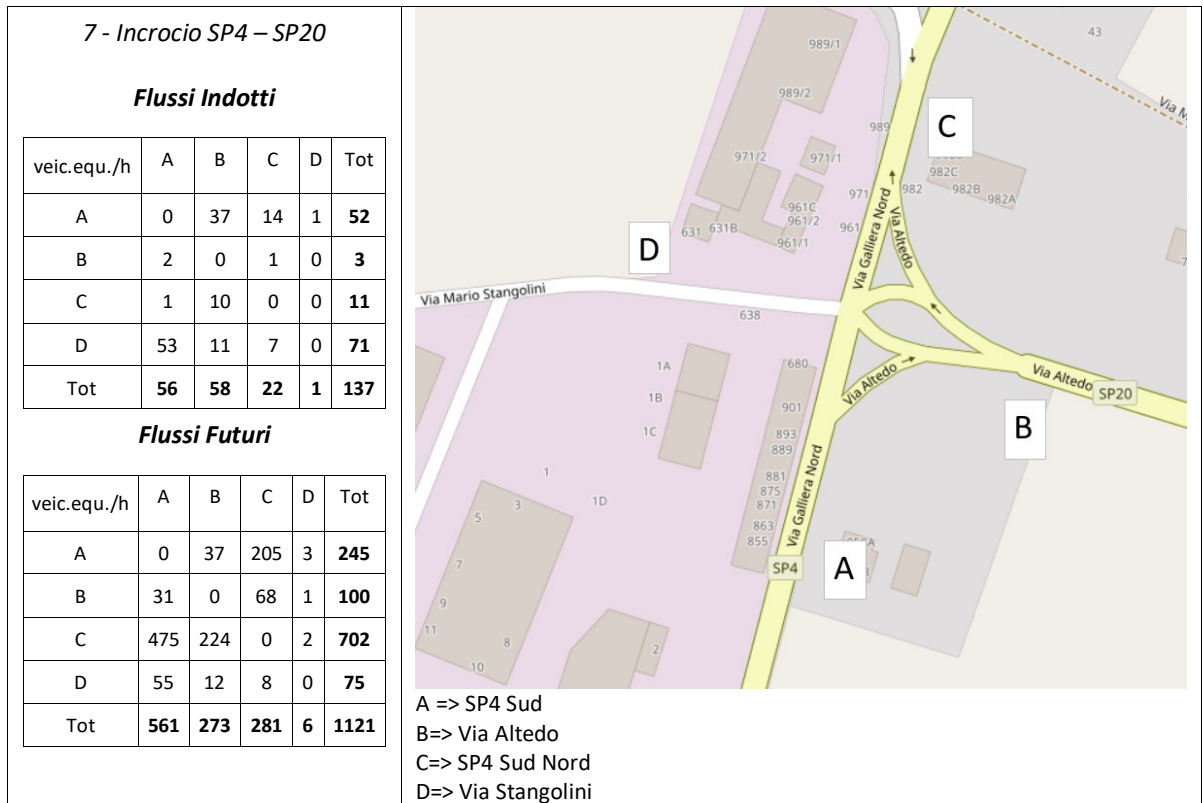 7 - Incrocio SP4 – SP20
Flussi Indotti
veic.equ./h A B C D Tot
A 0 37 14 1 52
B 2 0 1 0 3
C 1 10 0 0 11
D 53 11 7 0 71
Tot 56 58 22 1 137
Flussi Futuri
veic.equ./h A B C D Tot
A 0 37 205 3 245
B 31 0 68 1 100
C 475 224 0 2 702
D 55 12 8 0 75
Tot 561 273 281 6 1121
43
989/1
989/2
Via
C
989
971/2
971/1
982C
982B
982A
971
982
961C
961/2
961/1
961
631
631B
D
Via Galliera Nord
Via Altedo
Via Mario Stangolini
638
1A
680
Via Altedo
Via Altedo
SP20
1B
901
1C
893
889
B
1
881
875
871
1D
3
5
863
855
Via Galliera Nord
SP4
A
7
9
11
8
2
10
A => SP4 Sud
B=> Via Altedo
C=> SP4 Sud Nord
D=> Via Stangolini